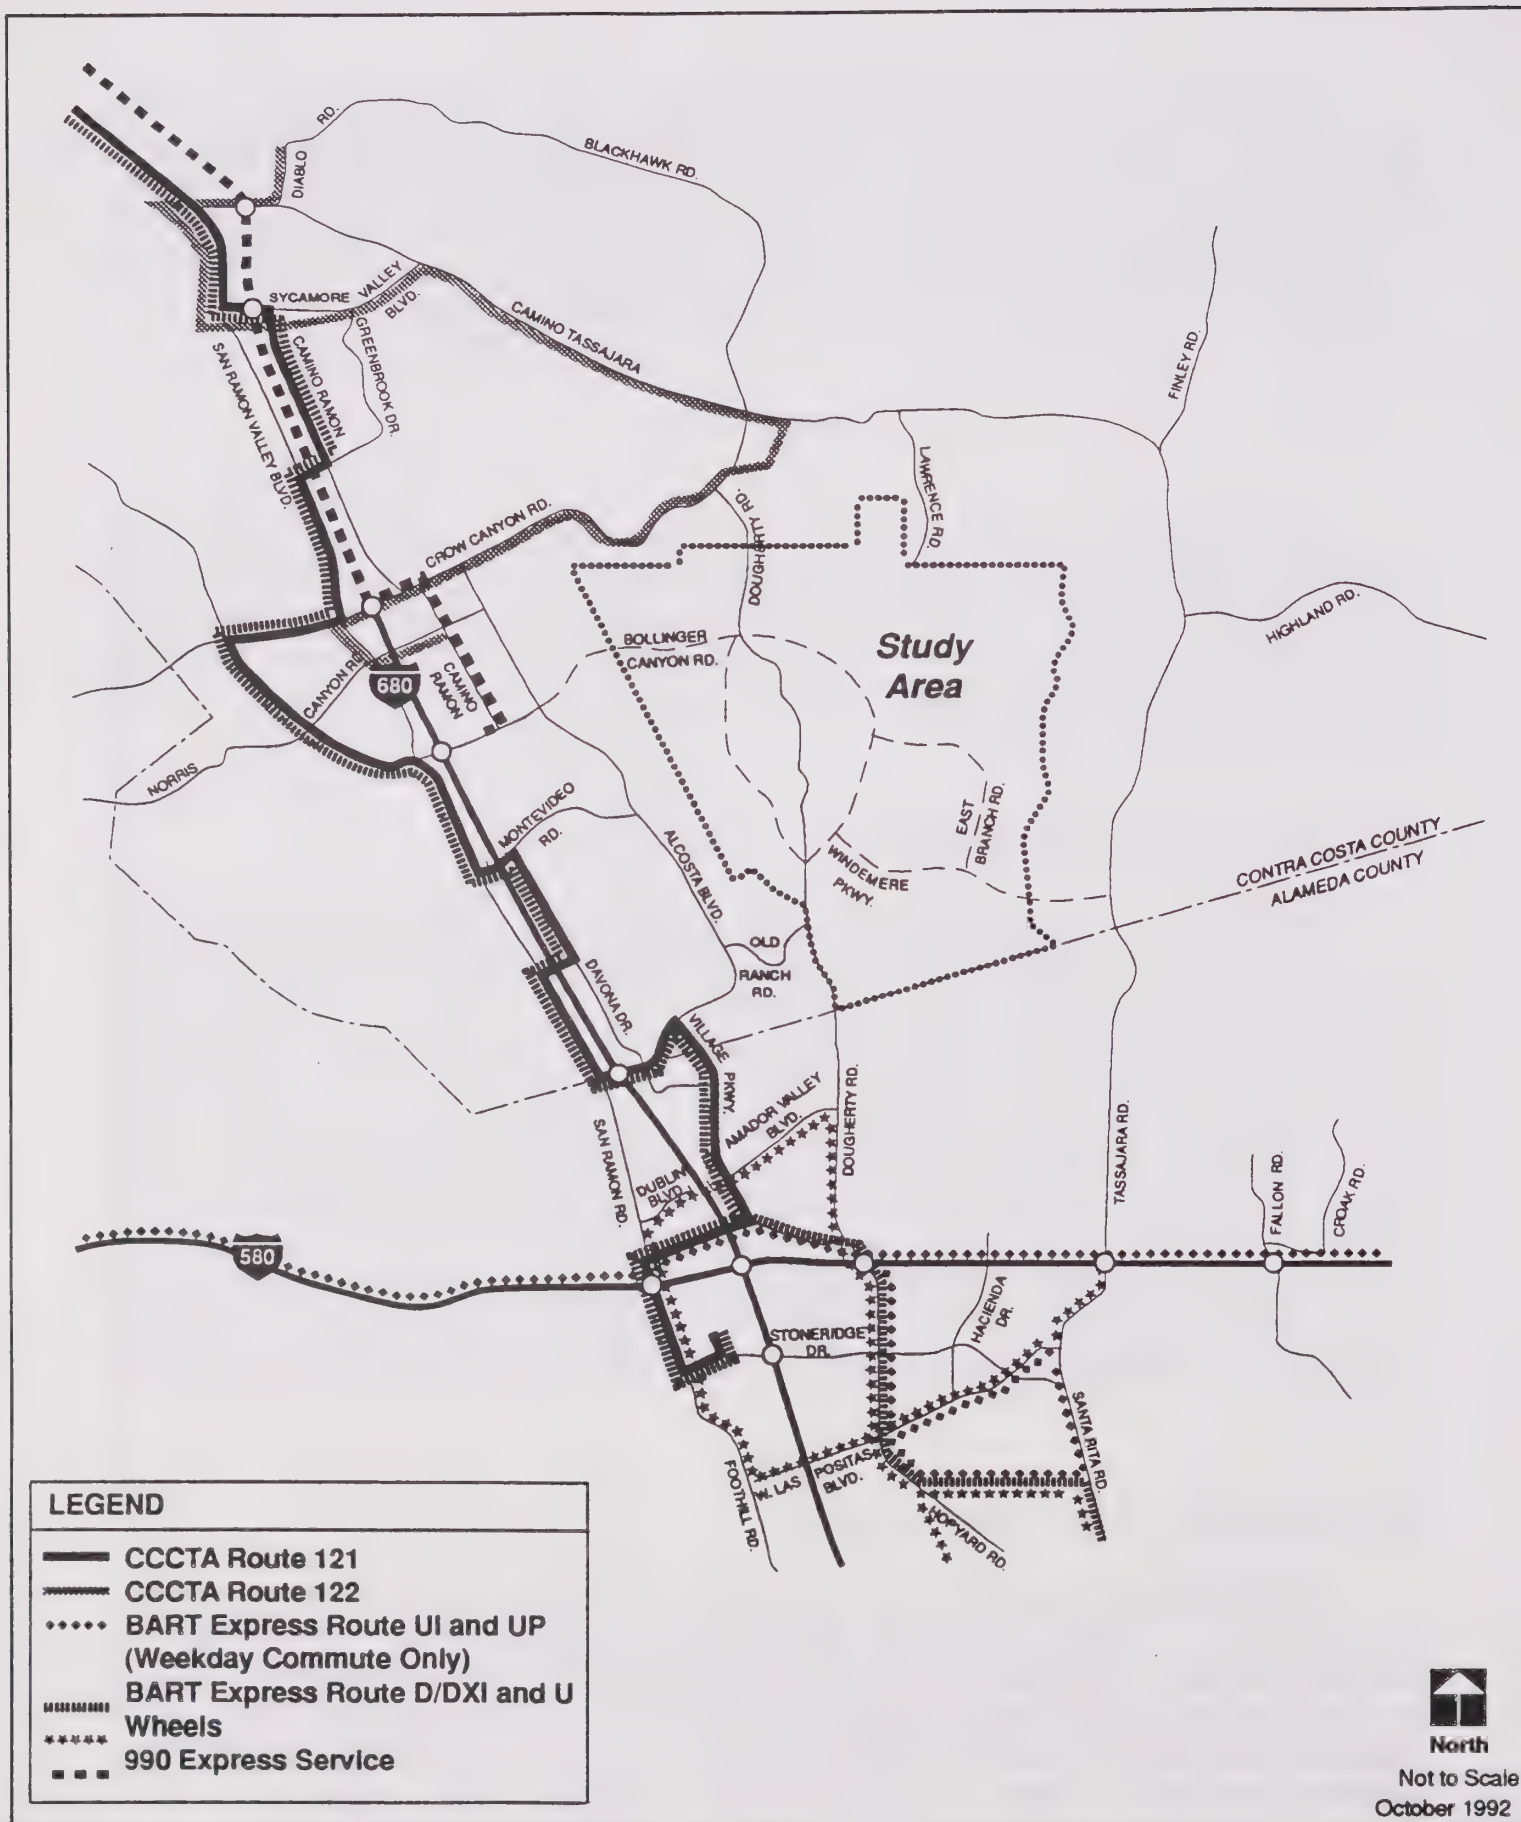 RD.
DIABLO
BLACKHAWK RD.
SYCAMORE VALLEY
BLVD.
CAMINO TASSAJARA
GREENBROOK DR.
CAMINO RAMON
SAN RAMON VALLEY BLVD.
FINLEY RD.
LAWRENCE RD.
DOUGHERTY RD.
CROW CANYON RD.
HIGHLAND RD.
BOLLINGER
CANYON RD.
Study
Area
680
CAMINO
RAMON
CANYON RD.
NORRIS
MONTEVIDEO
RD.
ALCOSTA BLVD.
EAST
BRANCH RD.
WINDEMERE
PKWY.
CONTRA COSTA COUNTY
ALAMEDA COUNTY
OLD
RANCH
RD.
DAVONA DR.
VILLAGE
PKWY.
AMADOR VALLEY
BLVD.
DOUGHERTY RD.
TASSAJARA RD.
SAN RAMON RD.
DUBLIN
BLVD.
FALLON RD.
CROAK RD.
580
HACIENDA
DR.
STONERIDGE
DR.
SANTA RITA RD.
FOOTHILL RD.
W. LAS POSITAS
BLVD.
HOPYARD RD.
LEGEND
CCCTA Route 121
CCCTA Route 122
BART Express Route UI and UP
(Weekday Commute Only)
BART Express Route D/DXI and U
Wheels
990 Express Service
North
Not to Scale
October 1992